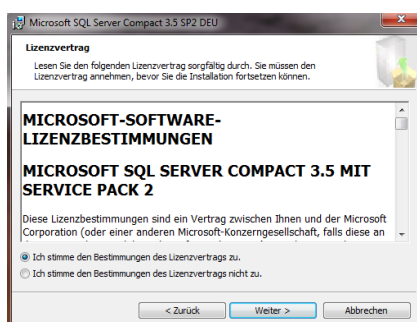 Microsoft SQL Server Compact 3.5 SP2 DEU
Lizenzvertrag
Lesen Sie den folgenden Lizenzvertrag sorgfältig durch. Sie müssen den
Lizenzvertrag annehmen, bevor Sie die Installation fortsetzen können.
MICROSOFT-SOFTWARE-
LIZENZBESTIMMUNGEN
MICROSOFT SQL SERVER COMPACT 3.5 MIT
SERVICE PACK 2
Diese Lizenzbestimmungen sind ein Vertrag zwischen Ihnen und der Microsoft
Corporation (oder einer anderen Microsoft-Konzerngesellschaft, falls diese an
Ich stimme den Bestimmungen des Lizenzvertrags zu.
Ich stimme den Bestimmungen des Lizenzvertrags nicht zu.
< Zurück
Weiter >
Abbrechen